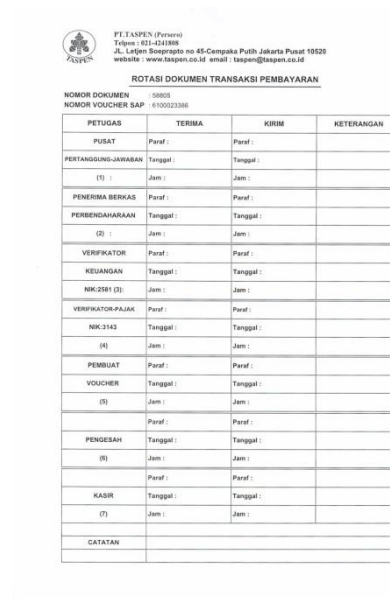 TASPEN
PT.TASPEN (Persero)
Telpon : 021-4241808
JL. Letjen Soeprapto no 45-Cempaka Putih Jakarta Pusat 10520
website : www.taspen.co.id email : taspen@taspen.co.id
ROTASI DOKUMEN TRANSAKSI PEMBAYARAN
NOMOR DOKUMEN : 58805
NOMOR VOUCHER SAP : 6100023386
PETUGAS TERIMA KIRIM KETERANGAN
PUSAT Paraf : Paraf :
PERTANGGUNG-JAWABAN Tanggal : Tanggal :
(1) : Jam : Jam :
PENERIMA BERKAS Paraf : Paraf :
PERBENDAHARAAN Tanggal : Tanggal :
(2) : Jam : Jam :
VERIFIKATOR Paraf : Paraf :
KEUANGAN Tanggal : Tanggal :
NIK:2581 (3): Jam : Jam :
VERIFIKATOR-PAJAK Paraf : Paraf :
NIK:3143 Tanggal : Tanggal :
(4) Jam : Jam :
PEMBUAT Paraf : Paraf :
VOUCHER Tanggal : Tanggal :
(5) Jam : Jam :
Paraf : Paraf :
PENGESAH Tanggal : Tanggal :
(6) Jam : Jam :
Paraf : Paraf :
KASIR Tanggal : Tanggal :
(7) Jam : Jam :
CATATAN